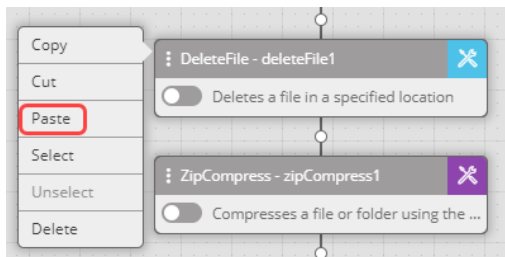 Copy
Cut
Paste
Select
Unselect
Delete
DeleteFile - deleteFile1
Deletes a file in a specified location
ZipCompress - zipCompress1
Compresses a file or folder using the ...